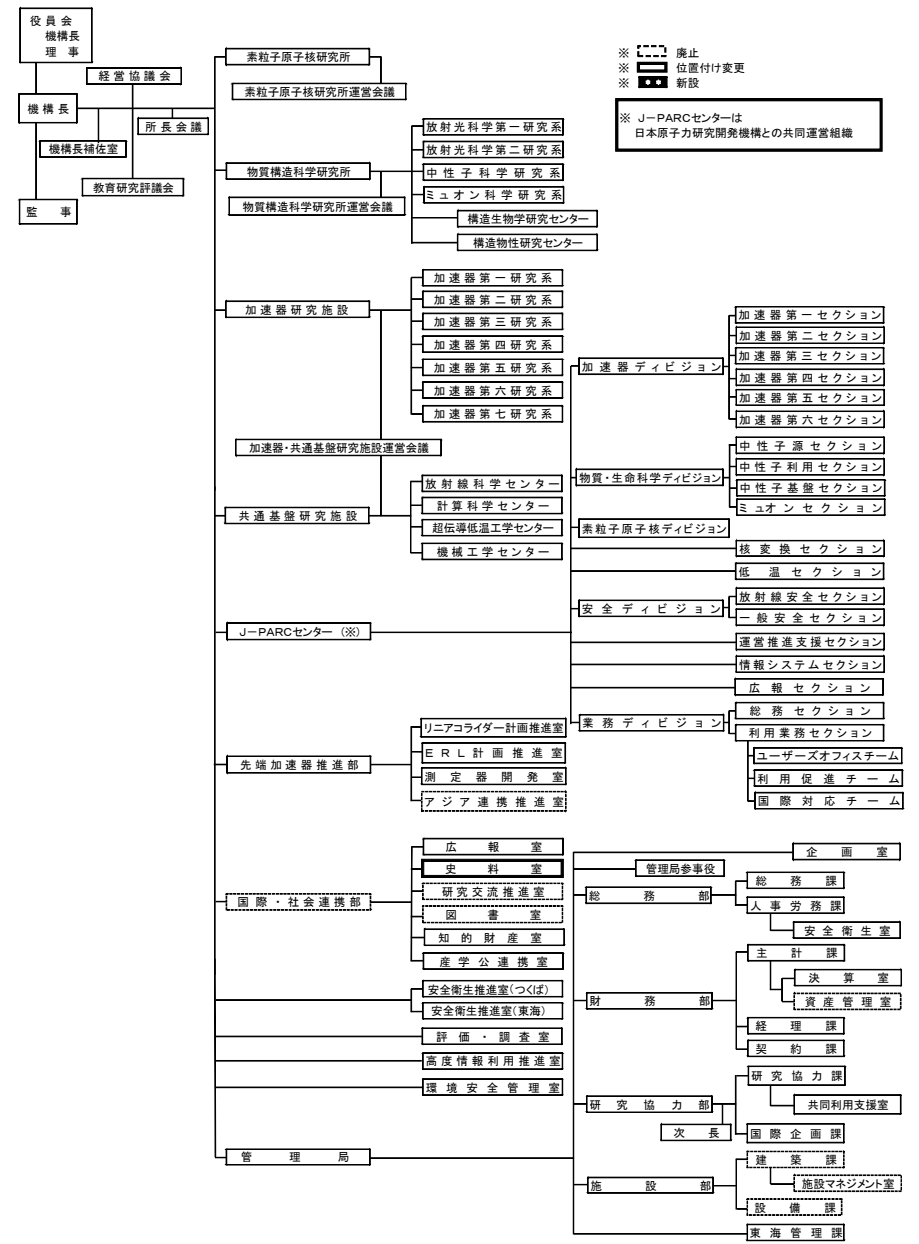 役員会
機構長
理事
経営協議会
機構長
所長会議
機構長補佐室
教育研究評議会
監事
※ 廃止
※ 位置付け変更
※ 新設
※ J－PARCセンターは
日本原子力研究開発機構との共同運営組織
素粒子原子核研究所
素粒子原子核研究所運営会議
物質構造科学研究所
物質構造科学研究所運営会議
放射光科学第一研究系
放射光科学第二研究系
中性子科学研究系
ミュオン科学研究系
構造生物学研究センター
構造物性研究センター
加速器研究施設
加速器第一研究系
加速器第二研究系
加速器第三研究系
加速器第四研究系
加速器第五研究系
加速器第六研究系
加速器第七研究系
加速器・共通基盤研究施設運営会議
共通基盤研究施設
放射線科学センター
計算科学センター
超伝導低温工学センター
機械工学センター
J－PARCセンター（※）
加速器ディビジョン
加速器第一セクション
加速器第二セクション
加速器第三セクション
加速器第四セクション
加速器第五セクション
加速器第六セクション
物質・生命科学ディビジョン
中性子源セクション
中性子利用セクション
中性子基盤セクション
ミュオンセクション
素粒子原子核ディビジョン
核変換セクション
低温セクション
安全ディビジョン
放射線安全セクション
一般安全セクション
運営推進支援セクション
情報システムセクション
広報セクション
業務ディビジョン
総務セクション
利用業務セクション
ユーザーズオフィスチーム
利用促進チーム
国際対応チーム
先端加速器推進部
リニアコライダー計画推進室
ERL計画推進室
測定器開発室
アジア連携推進室
国際・社会連携部
広報室
史料室
研究交流推進室
図書室
知的財産室
産学公連携室
安全衛生推進室（つくば）
安全衛生推進室（東海）
評価・調査室
高度情報利用推進室
環境安全管理室
管理局
企画室
管理局参事役
総務部
総務課
人事労務課
安全衛生室
財務部
主計課
決算室
資産管理室
経理課
契約課
研究協力部
次長
研究協力課
共同利用支援室
国際企画課
施設部
建築課
施設マネジメント室
設備課
東海管理課